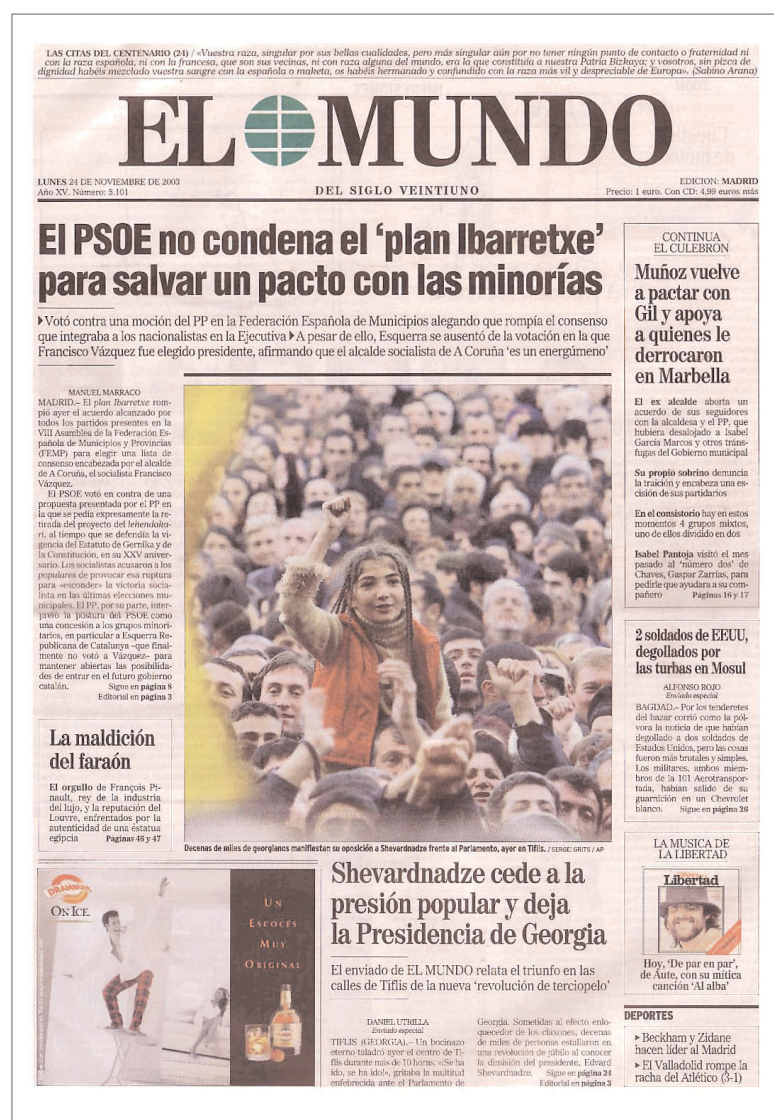 LAS CITAS DEL CENTENARIO (24) / «Vuestra raza, singular por sus bellas cualidades, pero más singular aún por no tener ningún punto de contacto o fraternidad ni
con la raza española, ni con la francesa, que son sus vecinas, ni con raza alguna del mundo, era la que constituía a nuestra Patria Bizkaya; y vosotros, sin pizca de
dignidad habéis mezclado vuestra sangre con la española o maketa, os habéis hermanado y confundido con la raza más vil y despreciable de Europa». (Sabino Arana)
EL MUNDO
LUNES 24 DE NOVIEMBRE DE 2003
Año XV. Número: 5.101
DEL SIGLO VEINTIUNO
EDICION: MADRID
Precio: 1 euro. Con CD: 4,99 euros más
El PSOE no condena el ‘plan Ibarretxe’
para salvar un pacto con las minorías
Votó contra una moción del PP en la Federación Española de Municipios alegando que rompía el consenso
que integraba a los nacionalistas en la Ejecutiva A pesar de ello, Esquerra se ausentó de la votación en la que
Francisco Vázquez fue elegido presidente, afirmando que el alcalde socialista de A Coruña ‘es un energúmeno’
MANUEL MARRACO
MADRID.– El plan Ibarretxe rom-
pió ayer el acuerdo alcanzado por
todos los partidos presentes en la
VIII Asamblea de la Federación Es-
pañola de Municipios y Provincias
(FEMP) para elegir una lista de
consenso encabezada por el alcalde
de A Coruña, el socialista Francisco
Vázquez.
El PSOE votó en contra de una
propuesta presentada por el PP en
la que se pedía expresamente la re-
tirada del proyecto del lehendaka-
ri, al tiempo que se defendía la vi-
gencia del Estatuto de Gernika y de
la Constitución, en su XXV aniver-
sario. Los socialistas acusaron a los
populares de provocar esa ruptura
para «esconder» la victoria socia-
lista en las últimas elecciones mu-
nicipales. El PP, por su parte, inter-
pretó la postura del PSOE como
una concesión a los grupos minori-
tarios, en particular a Esquerra Re-
publicana de Catalunya –que final-
mente no votó a Vázquez– para
mantener abiertas las posibilida-
des de entrar en el futuro gobierno
catalán. Sigue en página 8
Editorial en página 3
La maldición
del faraón
El orgullo de François Pi-
nault, rey de la industria
del lujo, y la reputación del
Louvre, enfrentados por la
autenticidad de una estatua
egipcia Páginas 46 y 47
Decenas de miles de georgianos manifiestan su oposición a Shevardnadze frente al Parlamento, ayer en Tiflis. / SERGEI GRITS / AP
CONTINUA
EL CULEBRON
Muñoz vuelve
a pactar con
Gil y apoya
a quienes le
derrocaron
en Marbella
El ex alcalde aborta un
acuerdo de sus seguidores
con la alcaldesa y el PP, que
hubiera desalojado a Isabel
García Marcos y otros tráns-
fugas del Gobierno municipal
Su propio sobrino denuncia
la traición y encabeza una es-
cisión de sus partidarios
En el consistorio hay en estos
momentos 4 grupos mixtos,
uno de ellos dividido en dos
Isabel Pantoja visitó el mes
pasado al ‘número dos’ de
Chaves, Gaspar Zarrías, para
pedirle que ayudara a su com-
pañero Páginas 16 y 17
2 soldados de EEUU,
degollados por
las turbas en Mosul
ALFONSO ROJO
Enviado especial
BAGDAD.– Por los tenderetes
del bazar corrió como la pól-
vora la noticia de que habían
degollado a dos soldados de
Estados Unidos, pero las cosas
fueron más brutales y simples.
Los militares, ambos miem-
bros de la 101 Aerotranspor-
tada, habían salido de su
guarnición en un Chevrolet
blanco. Sigue en página 26
LA MUSICA DE
LA LIBERTAD
Libertad
Hoy, ‘De par en par’,
de Aute, con su mítica
canción ‘Al alba’
DEPORTES
Beckham y Zidane
hacen líder al Madrid
El Valladolid rompe la
racha del Atlético (3-1)
DRAMBUIE
ON ICE.
UN
ESCOCÉS
MUY
ORIGINAL
Shevardnadze cede a la
presión popular y deja
la Presidencia de Georgia
El enviado de EL MUNDO relata el triunfo en las
calles de Tiflis de la nueva ‘revolución de terciopelo’
DANIEL UTRILLA
Enviado especial
TIFLIS (GEORGIA).– Un bocinazo
eterno taladró ayer el centro de Ti-
flis durante más de 10 horas. «¡Se ha
ido, se ha ido!», gritaba la multitud
enfebrecida ante el Parlamento de
Georgia. Sometidas al efecto enlo-
quecedor de los cláxones, decenas
de miles de personas estallaron en
una revolución de júbilo al conocer
la dimisión del presidente, Edvard
Shevardnadze. Sigue en página 24
Editorial en página 3